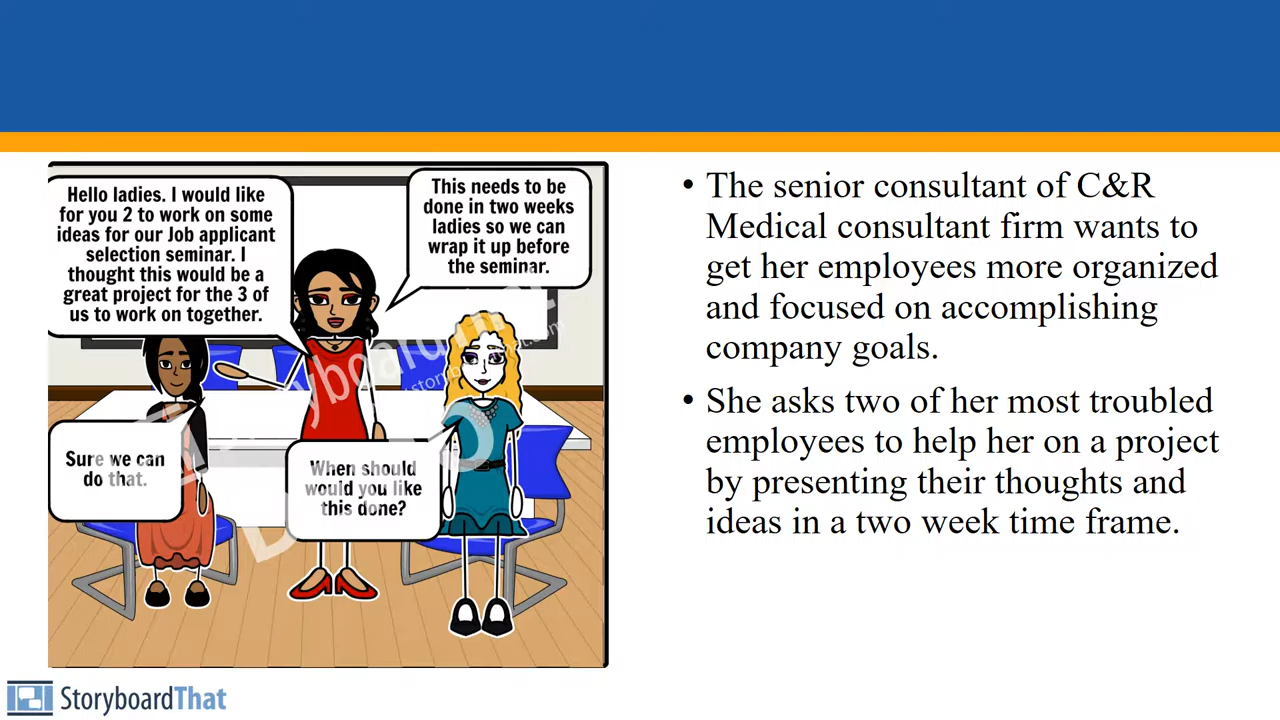 Hello ladies. I would like
for you 2 to work on some
ideas for our Job applicant
selection seminar. I
thought this would be a
great project for the 3 of
us to work on together.
This needs to be
done in two weeks
ladies so we can
wrap it up before
the seminar.
Sure we can
do that.
When should
would you like
this done?
• The senior consultant of C&R
Medical consultant firm wants to
get her employees more organized
and focused on accomplishing
company goals.
• She asks two of her most troubled
employees to help her on a project
by presenting their thoughts and
ideas in a two week time frame.
StoryboardThat